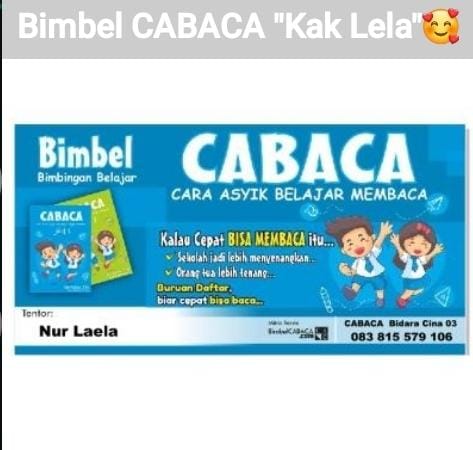 Bimbel CABACA "Kak Lela"🥰
Bimbel
Bimbingan Belajar
CABACA
CARA ASYIK BELAJAR MEMBACA
CABACA
Kalau Cepat BISA MEMBACA itu...
Sekolah jadi lebih menyenangkan...
Orang tua lebih tenang...
Buruan Daftar,
biar cepat bisa baca...
Tentor:
Nur Laela
BimbelCABACA
.com
CABACA Bidara Cina 03
083 815 579 106